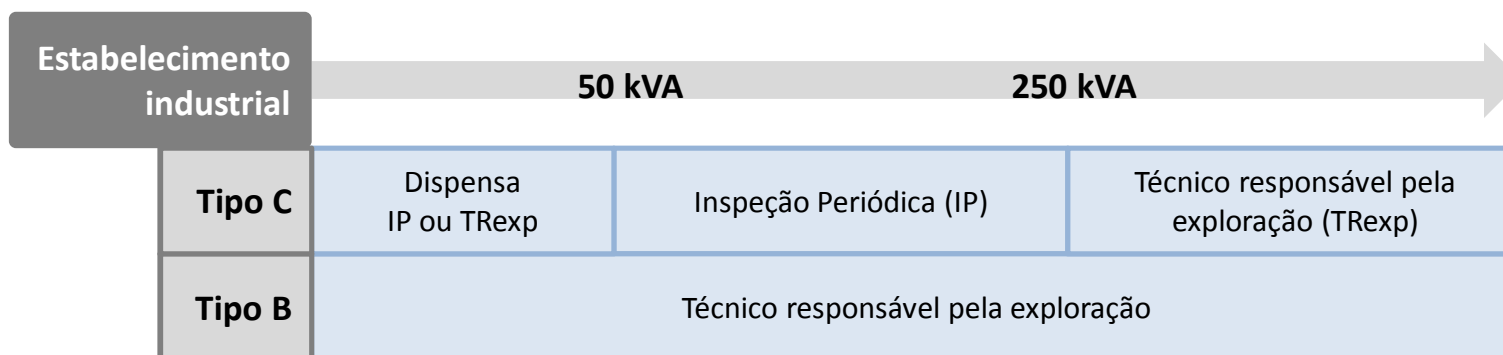 Estabelecimento
industrial
50 kVA
250 kVA
Tipo C
Dispensa
IP ou TRexp
Inspeção Periódica (IP)
Técnico responsável pela
exploração (TRexp)
Tipo B
Técnico responsável pela exploração